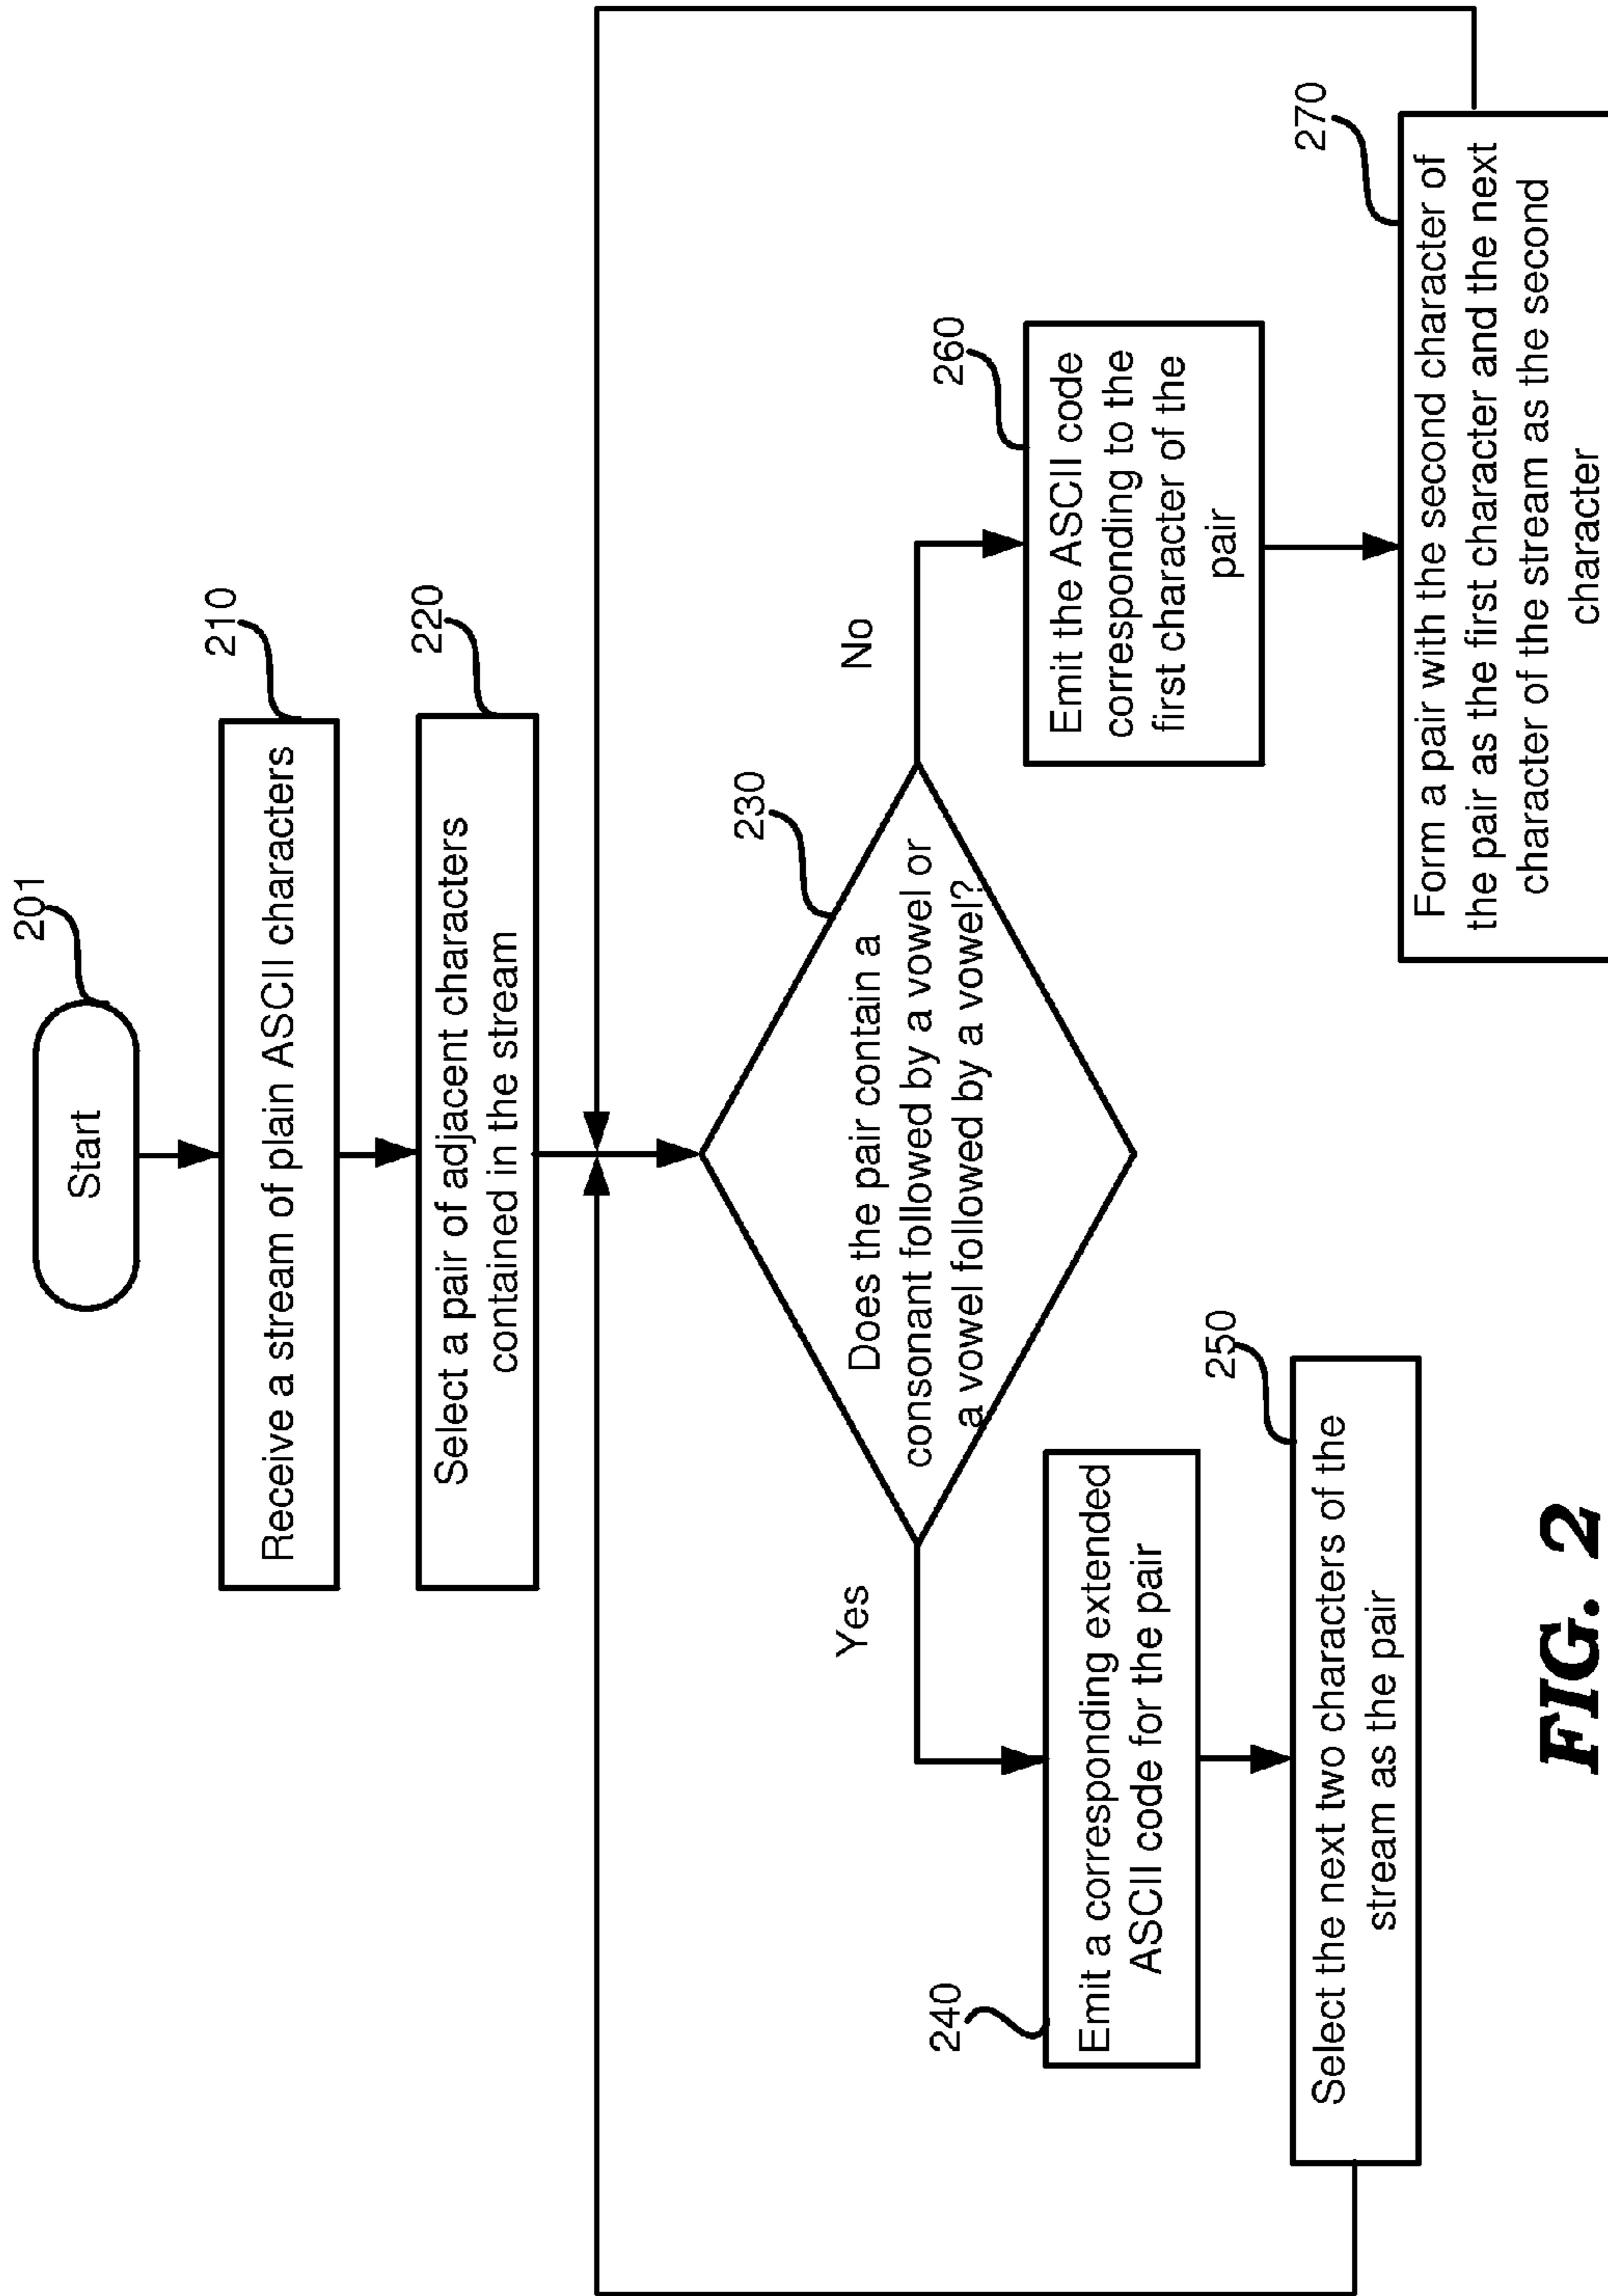 201
Start
210
Receive a stream of plain ASCII characters
220
Select a pair of adjacent characters
contained in the stream
230
Does the pair contain a
consonant followed by a vowel or
a vowel followed by a vowel?
Yes
No
240
Emit a corresponding extended
ASCII code for the pair
250
Select the next two characters of the
stream as the pair
260
Emit the ASCII code
corresponding to the
first character of the
pair
270
Form a pair with the second character of
the pair as the first character and the next
character of the stream as the second
character
FIG. 2